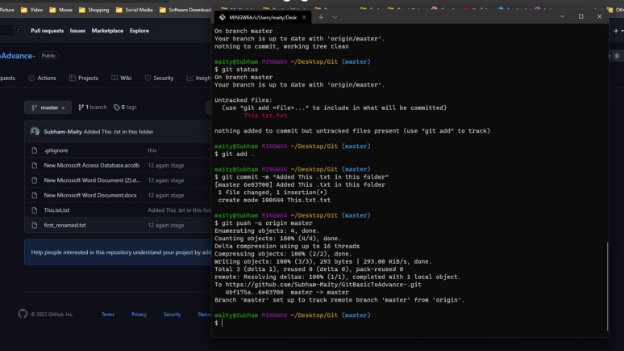 Picture Video Movie Shopping Social Media Software Download
MINGW64:/c/Users/maity/Deskto
Pull requests Issues Marketplace Explore
Advance- Public
quests Actions Projects Wiki Security Insigh
master 1 branch 0 tags
Subham-Maity Added This .txt in this folder
.gitignore this
New Microsoft Access Database.accdb 12 again stage
New Microsoft Word Document (2).d... 12 again stage
New Microsoft Word Document.docx 12 again stage
This.txt.txt Added This .txt in this fold
first_renamed.txt 12 again stage
Help people interested in this repository understand your project by add
© 2022 GitHub, Inc. Terms Privacy Security Status
On branch master
Your branch is up to date with 'origin/master'.
nothing to commit, working tree clean
maity@Subham MINGW64 ~/Desktop/Git (master)
$ git status
On branch master
Your branch is up to date with 'origin/master'.
Untracked files:
(use "git add <file>..." to include in what will be committed)
This.txt.txt
nothing added to commit but untracked files present (use "git add" to track)
maity@Subham MINGW64 ~/Desktop/Git (master)
$ git add .
maity@Subham MINGW64 ~/Desktop/Git (master)
$ git commit -m "Added This .txt in this folder"
[master 6e03700] Added This .txt in this folder
1 file changed, 1 insertion(+)
create mode 100644 This.txt.txt
maity@Subham MINGW64 ~/Desktop/Git (master)
$ git push -u origin master
Enumerating objects: 4, done.
Counting objects: 100% (4/4), done.
Delta compression using up to 16 threads
Compressing objects: 100% (2/2), done.
Writing objects: 100% (3/3), 293 bytes | 293.00 KiB/s, done.
Total 3 (delta 1), reused 0 (delta 0), pack-reused 0
remote: Resolving deltas: 100% (1/1), completed with 1 local object.
To https://github.com/Subham-Maity/GitBasicToAdvance-.git
4bf175a..6e03700 master -> master
Branch 'master' set up to track remote branch 'master' from 'origin'.
maity@Subham MINGW64 ~/Desktop/Git (master)
$